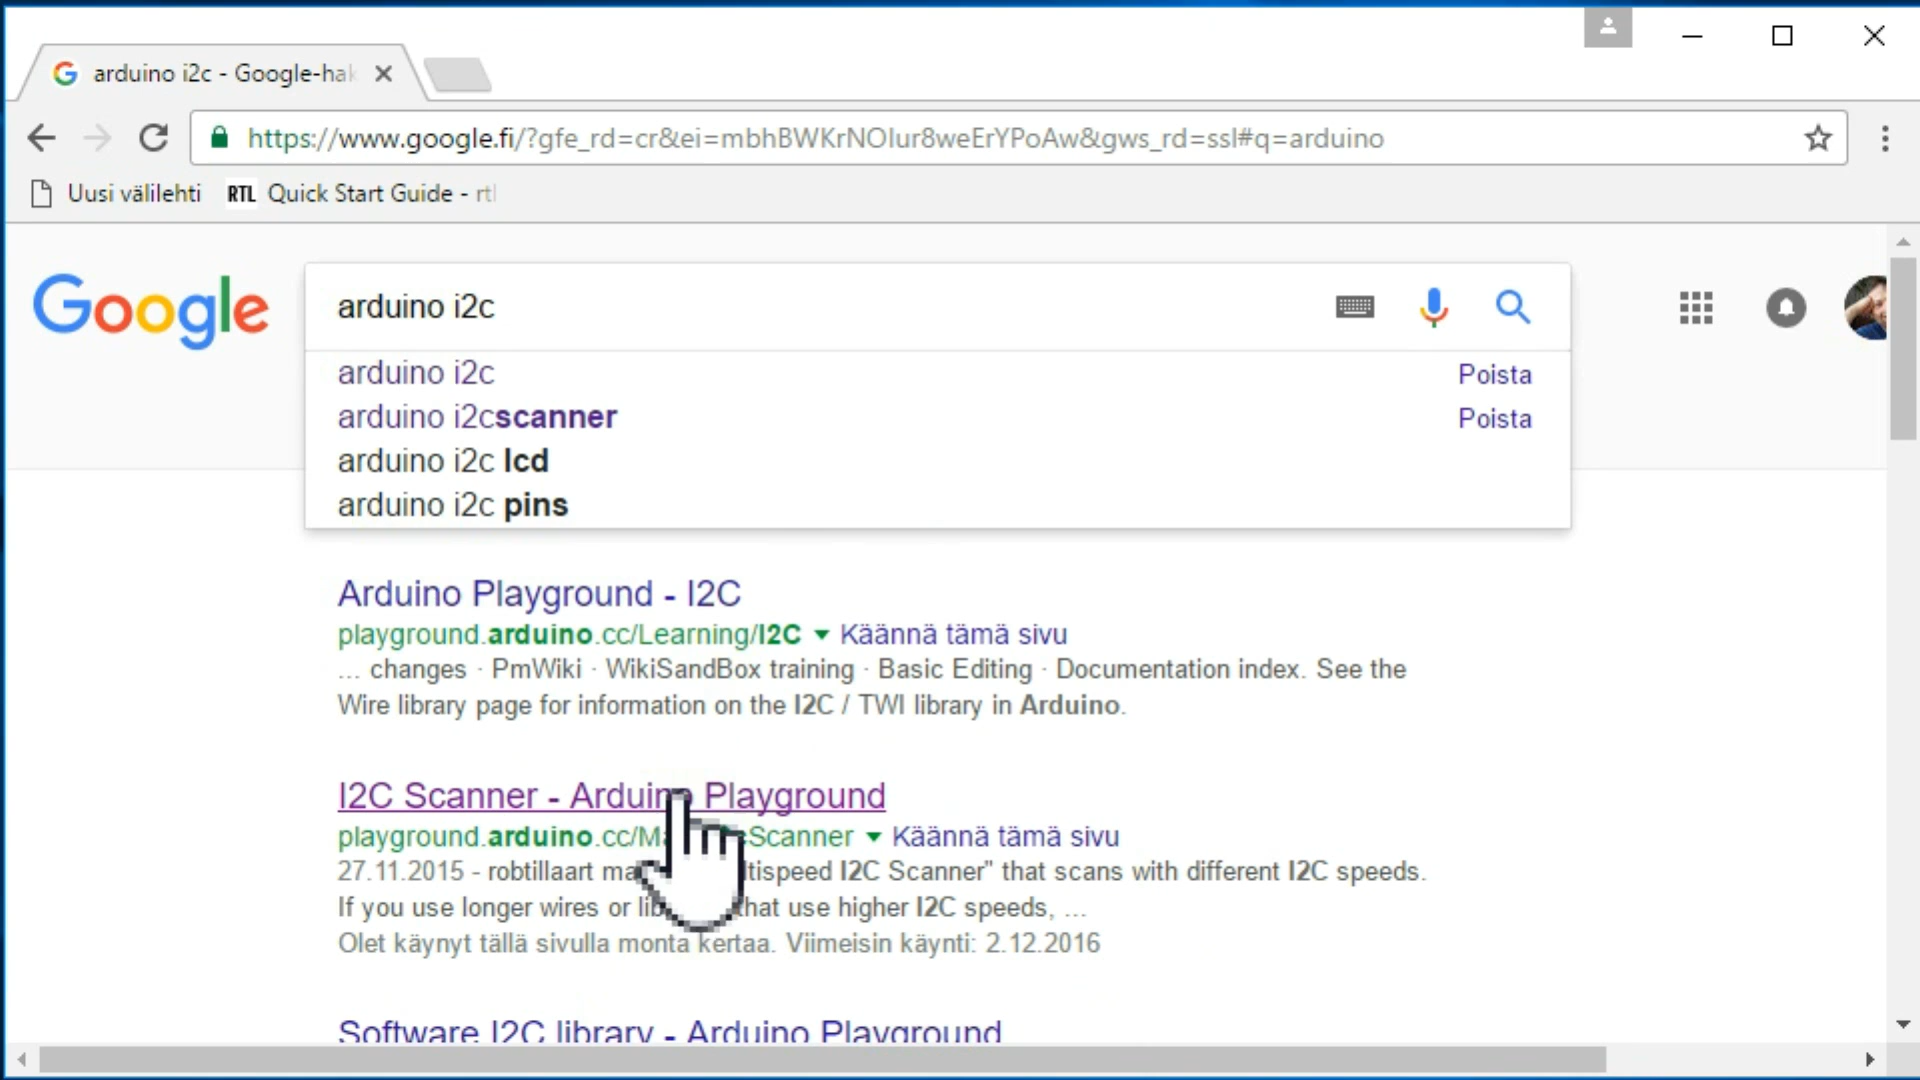 arduino i2c - Google-hak
https://www.google.fi/?gfe_rd=cr&ei=mbhBWKrNOIur8weErYPoAw&gws_rd=ssl#q=arduino
Uusi välilehti RTL Quick Start Guide - rtl
Google
arduino i2c
arduino i2c Poista
arduino i2cscanner Poista
arduino i2c lcd
arduino i2c pins
Arduino Playground - I2C
playground.arduino.cc/Learning/I2C Käännä tämä sivu
... changes · PmWiki · WikiSandBox training · Basic Editing · Documentation index. See the
Wire library page for information on the I2C / TWI library in Arduino.
I2C Scanner - Arduino Playground
playground.arduino.cc/Ma Scanner Käännä tämä sivu
27.11.2015 - robtillaart ma tispeed I2C Scanner" that scans with different I2C speeds.
If you use longer wires or lib that use higher I2C speeds, ...
Olet käynyt tällä sivulla monta kertaa. Viimeisin käynti: 2.12.2016
Software I2C library - Arduino Playground